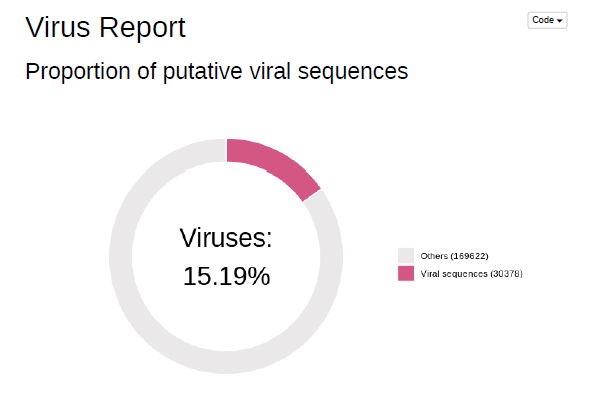 Virus Report
Code
Proportion of putative viral sequences
Viruses:
15.19%
Others (169622)
Viral sequences (30378)